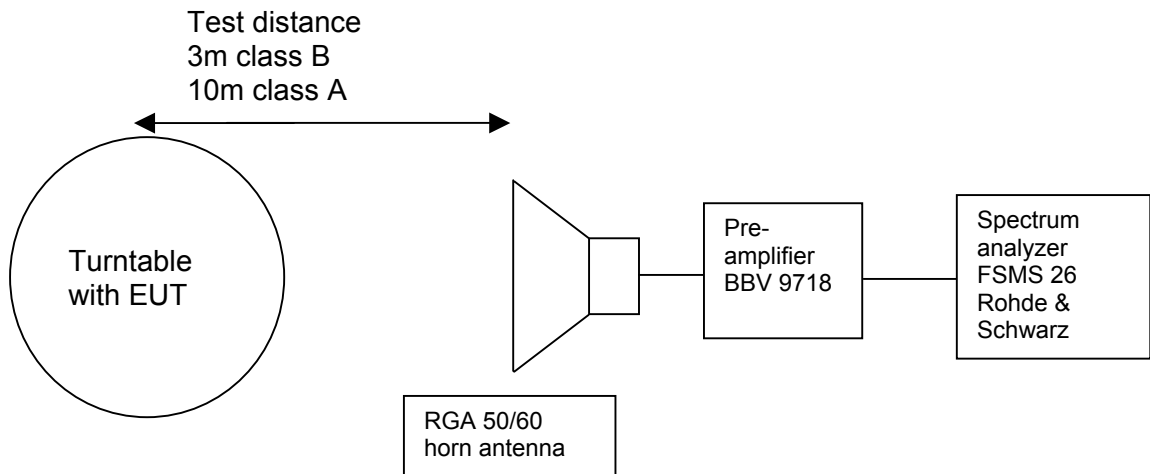 Test distance
3m class B
10m class A
Turntable
with EUT
Pre-
amplifier
BBV 9718
Spectrum
analyzer
FSMS 26
Rohde &
Schwarz
RGA 50/60
horn antenna